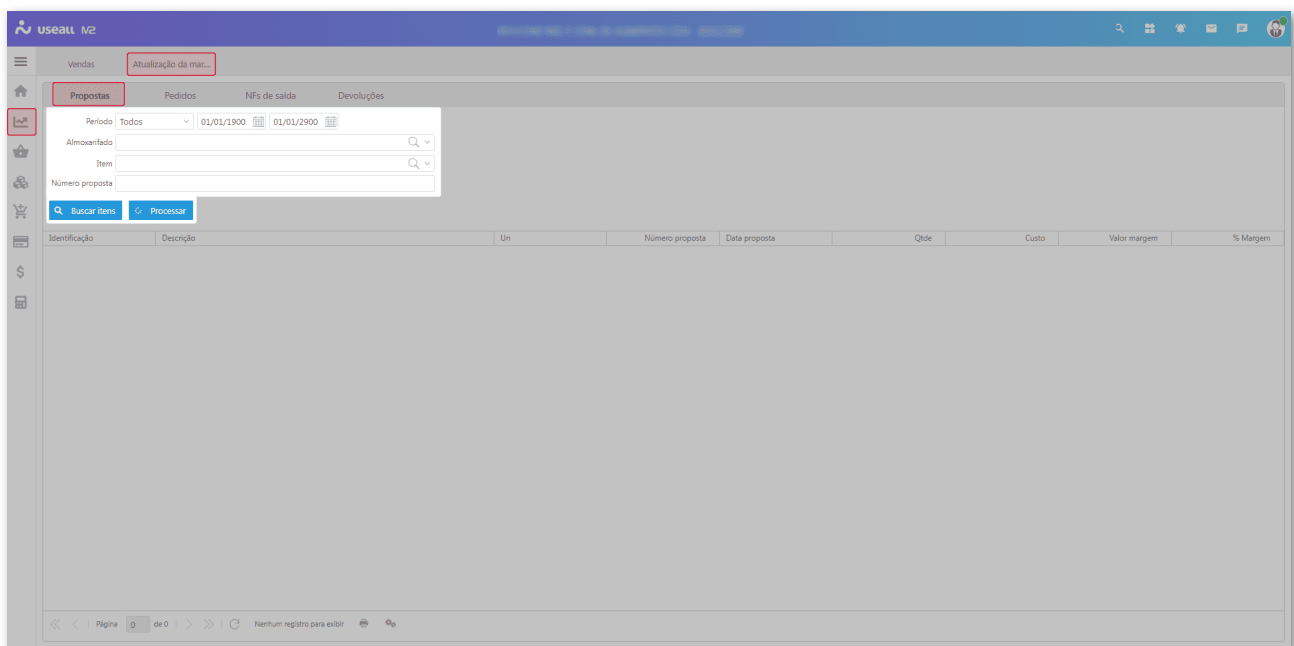 useall M2
Vendas Atualização da mar...
Propostas Pedidos NFs de saída Devoluções
Período Todos 01/01/1900 01/01/2900
Almoxarifado
Item
Número proposta
Buscar itens Processar
Identificação Descrição Un Número proposta Data proposta Qtde Custo Valor margem % Margem
Página 0 de 0 Nenhum registro para exibir